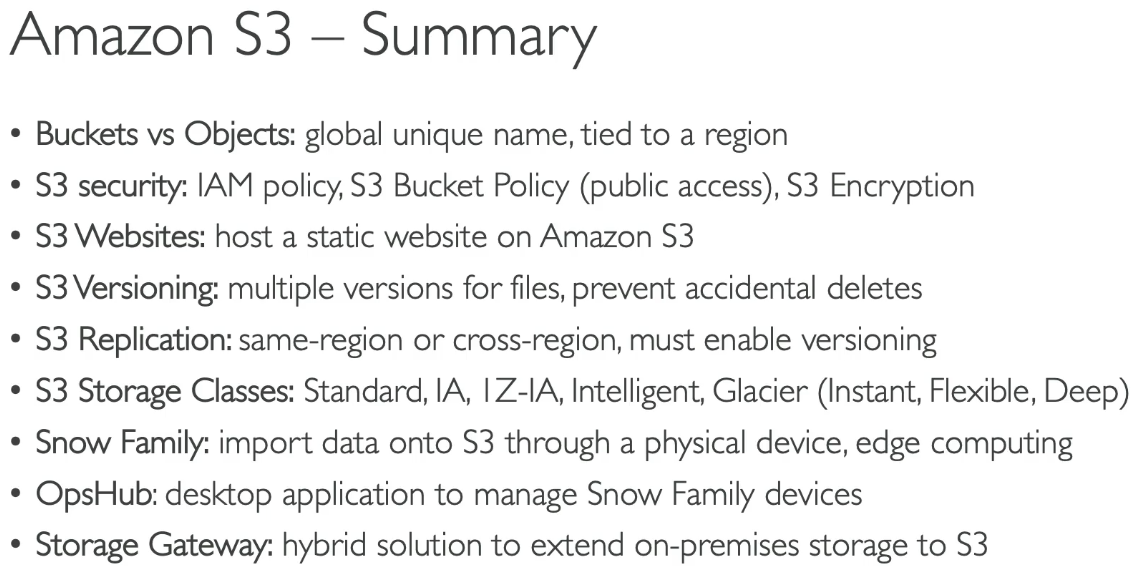 Amazon S3 – Summary
• Buckets vs Objects: global unique name, tied to a region
• S3 security: IAM policy, S3 Bucket Policy (public access), S3 Encryption
• S3 Websites: host a static website on Amazon S3
• S3 Versioning: multiple versions for files, prevent accidental deletes
• S3 Replication: same-region or cross-region, must enable versioning
• S3 Storage Classes: Standard, IA, 1Z-IA, Intelligent, Glacier (Instant, Flexible, Deep)
• Snow Family: import data onto S3 through a physical device, edge computing
• OpsHub: desktop application to manage Snow Family devices
• Storage Gateway: hybrid solution to extend on-premises storage to S3